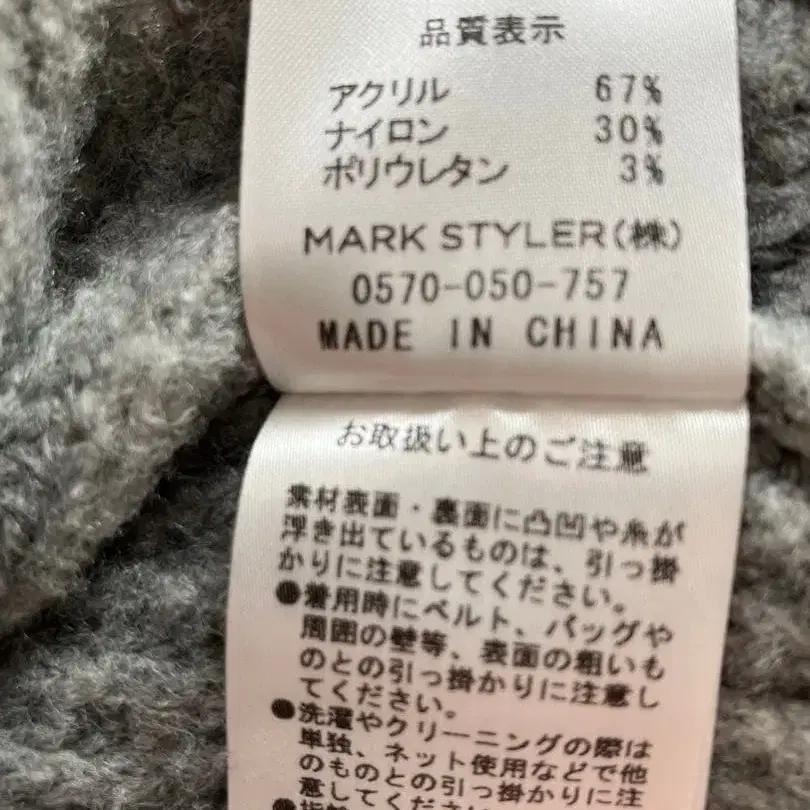 品質表示
アクリル 67%
ナイロン 30%
ポリウレタン 3%
MARK STYLER(株)
0570-050-757
MADE IN CHINA
お取扱い上のご注意
素材表面・裏面に凸凹や糸が
浮き出ているものは、引っ掛
かりに注意してください。
●着用時にベルト、バッグや
周囲の壁等、表面の粗いも
のとの引っ掛かりに注意し
てください。
●洗濯やクリーニングの際は
単独、ネット使用などで他
のものとの引っ掛かりに注
意してくださ